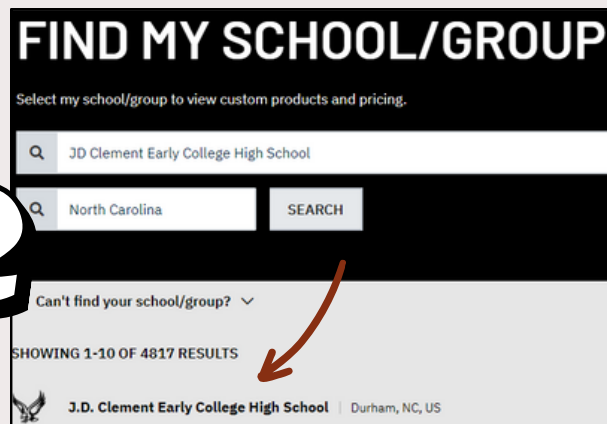 FIND MY SCHOOL/GROUP
Select my school/group to view custom products and pricing.
JD Clement Early College High School
North Carolina
SEARCH
Can't find your school/group?
SHOWING 1-10 OF 4817 RESULTS
J.D. Clement Early College High School | Durham, NC, US